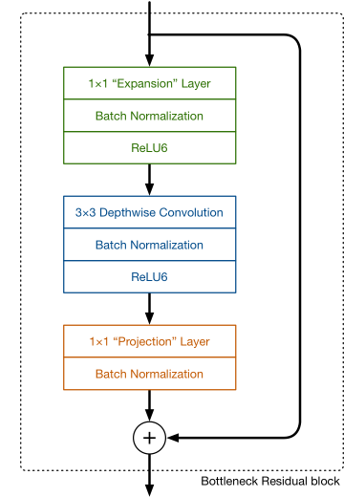 1×1 “Expansion” Layer
Batch Normalization
ReLU6
3×3 Depthwise Convolution
Batch Normalization
ReLU6
1×1 “Projection” Layer
Batch Normalization
+
Bottleneck Residual block